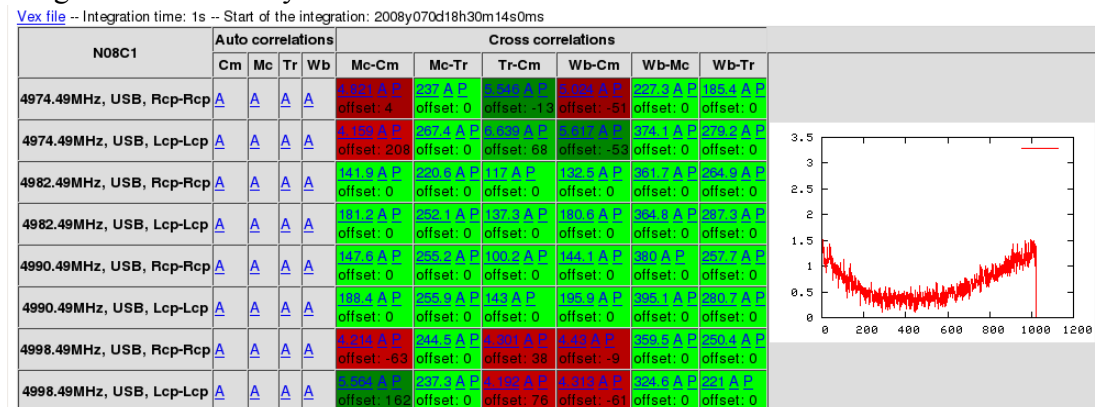 Vex file -- Integration time: 1s -- Start of the integration: 2008y070d18h30m14s0ms
N08C1 Auto correlations Cross correlations
Cm Mc Tr Wb Mc-Cm Mc-Tr Tr-Cm Wb-Cm Wb-Mc Wb-Tr
4974.49MHz, USB, Rcp-Rcp A A A A 4.321 A P 237 A P 5.546 A P 5.024 A P 227.3 A P 185.4 A P
offset: 4 offset: 0 offset: -13 offset: -51 offset: 0 offset: 0
4974.49MHz, USB, Lcp-Lcp A A A A 4.159 A P 267.4 A P 6.639 A P 5.617 A P 374.1 A P 279.2 A P
offset: 208 offset: 0 offset: 68 offset: -53 offset: 0 offset: 0
4982.49MHz, USB, Rcp-Rcp A A A A 141.9 A P 220.6 A P 117 A P 132.5 A P 361.7 A P 264.9 A P
offset: 0 offset: 0 offset: 0 offset: 0 offset: 0 offset: 0
4982.49MHz, USB, Lcp-Lcp A A A A 181.2 A P 252.1 A P 137.3 A P 180.6 A P 364.8 A P 287.3 A P
offset: 0 offset: 0 offset: 0 offset: 0 offset: 0 offset: 0
4990.49MHz, USB, Rcp-Rcp A A A A 147.6 A P 255.2 A P 100.2 A P 144.1 A P 380 A P 257.7 A P
offset: 0 offset: 0 offset: 0 offset: 0 offset: 0 offset: 0
4990.49MHz, USB, Lcp-Lcp A A A A 188.4 A P 255.9 A P 143 A P 195.9 A P 395.1 A P 280.7 A P
offset: 0 offset: 0 offset: 0 offset: 0 offset: 0 offset: 0
4998.49MHz, USB, Rcp-Rcp A A A A 4.214 A P 244.5 A P 4.301 A P 4.43 A P 359.5 A P 250.4 A P
offset: -63 offset: 0 offset: 38 offset: -9 offset: 0 offset: 0
4998.49MHz, USB, Lcp-Lcp A A A A 5.564 A P 237.3 A P 4.192 A P 4.313 A P 324.6 A P 221 A P
offset: 162 offset: 0 offset: 76 offset: -61 offset: 0 offset: 0
3.5
3
2.5
2
1.5
1
0.5
0
0 200 400 600 800 1000 1200